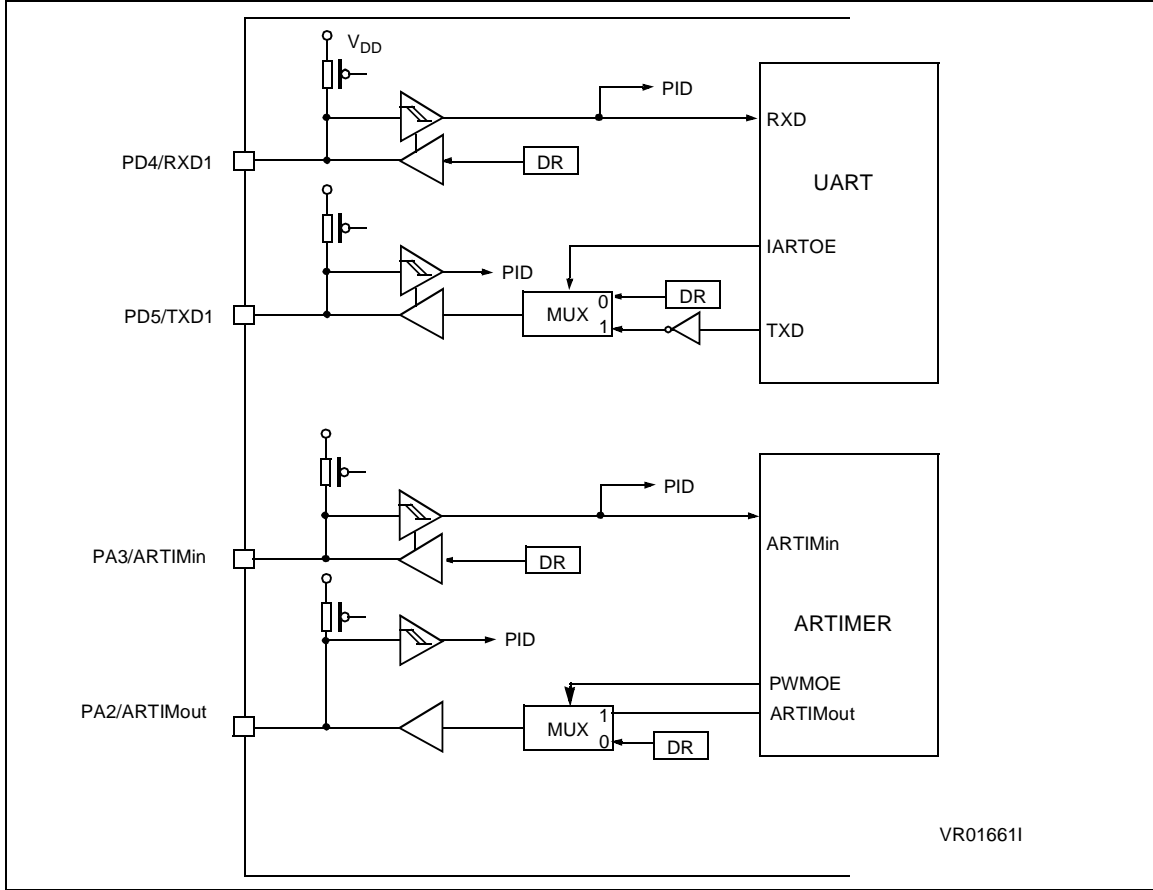 VDD
PID
RXD
PD4/RXD1
DR
UART
IARTOE
PID
DR
PD5/TXD1
MUX
0
1
TXD
PID
ARTIMin
PA3/ARTIMin
DR
ARTIMER
PID
PWMOE
PA2/ARTIMout
MUX
1
0
ARTIMout
DR
VR01661I